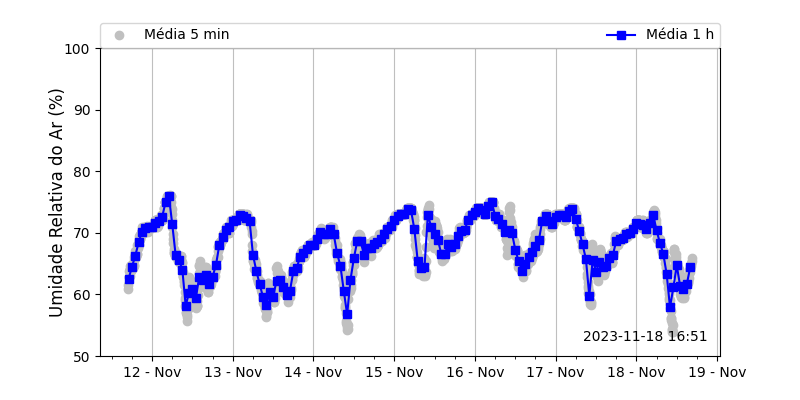 Média 5 min
Média 1 h
Umidade Relativa do Ar (%)
100
90
80
70
60
50
2023-11-18 16:51
12 - Nov
13 - Nov
14 - Nov
15 - Nov
16 - Nov
17 - Nov
18 - Nov
19 - Nov